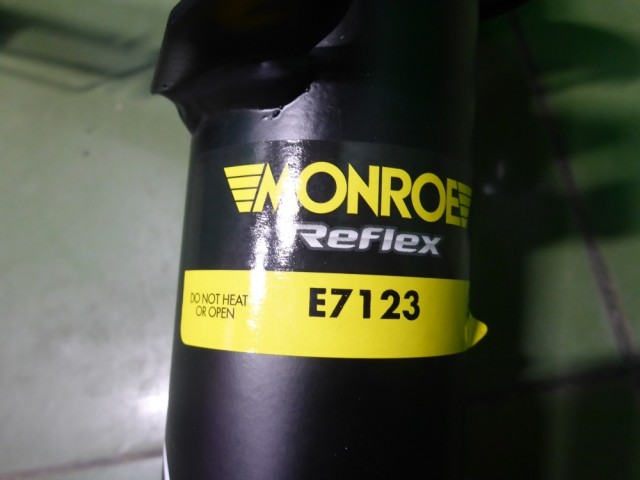 MONROE
Reflex
DO NOT HEAT
OR OPEN
E7123